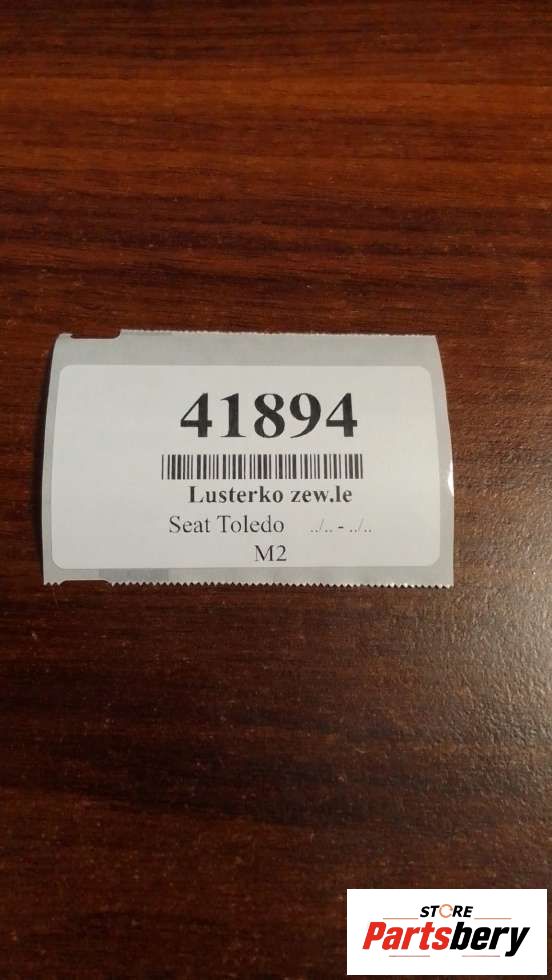 41894
Lusterko zew.le
Seat Toledo ../.. - ../..
M2
STORE
Partsbery